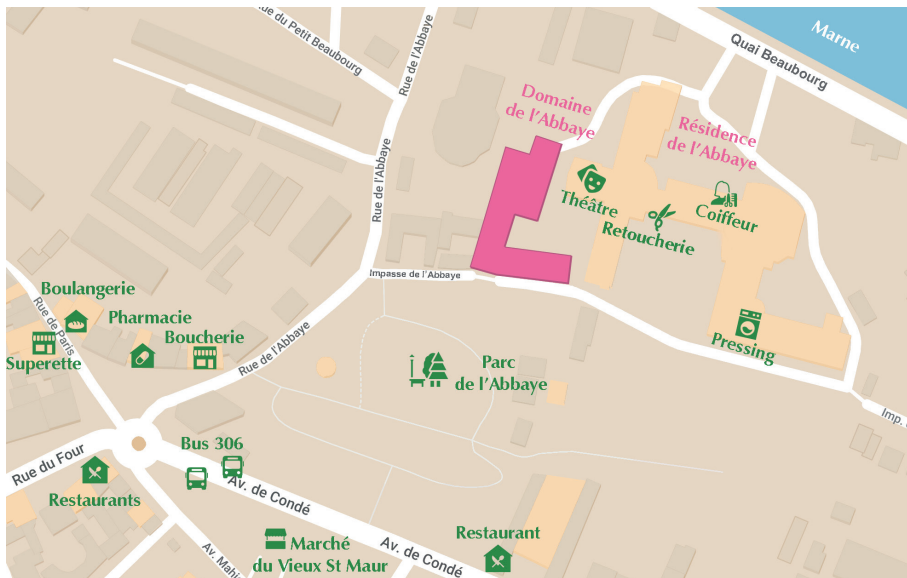 Rue du Petit Beaubourg
Rue de l'Abbaye
Quai Beaubourg
Marne
Domaine
de l'Abbaye
Résidence
de l'Abbaye
Rue de l'Abbaye
Théâtre
Retoucherie
Coiffeur
Impasse de l'Abbaye
Boulangerie
Rue de Paris
Pharmacie
Boucherie
Superette
Rue de l'Abbaye
Parc
de l'Abbaye
Pressing
Imp.
Rue du Four
Bus 306
Restaurants
Av. de Condé
Av.
Marché
du Vieux St Maur
Av. de Condé
Restaurant